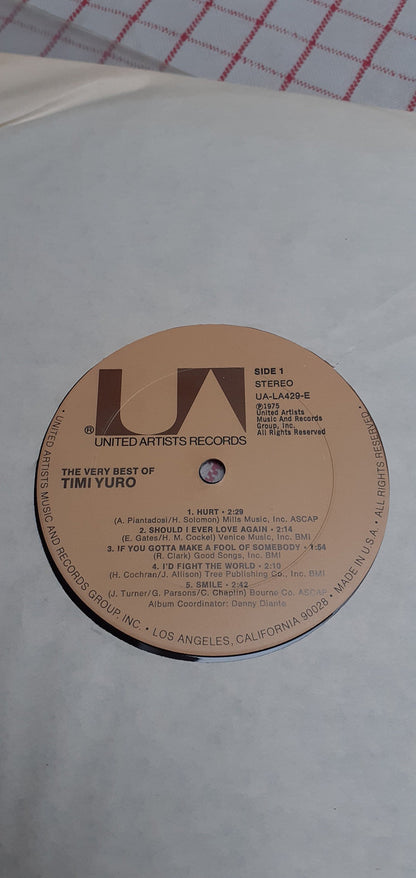 UA
®
UNITED ARTISTS RECORDS
SIDE 1
STEREO
UA-LA429-E
℗1975
United Artists
Music And Records
Group, Inc.
All Rights Reserved
THE VERY BEST OF
TIMI YURO
1. HURT • 2:29
(A. Piantadosi/H. Solomon) Mills Music, Inc. ASCAP
2. SHOULD I EVER LOVE AGAIN • 2:14
(E. Gates/H. M. Cockel) Venice Music, Inc. BMI
3. IF YOU GOTTA MAKE A FOOL OF SOMEBODY • 1:54
(R. Clark) Good Songs, Inc. BMI
4. I'D FIGHT THE WORLD • 2:10
(H. Cochran/J. Allison) Tree Publishing Co., Inc. BMI
5. SMILE • 2:42
(J. Turner/G. Parsons/C. Chaplin) Bourne Co. ASCAP
Album Coordinator: Denny Diante
• UNITED ARTISTS MUSIC AND RECORDS GROUP, INC. • LOS ANGELES, CALIFORNIA 90028 • MADE IN U.S.A. • ALL RIGHTS RESERVED •